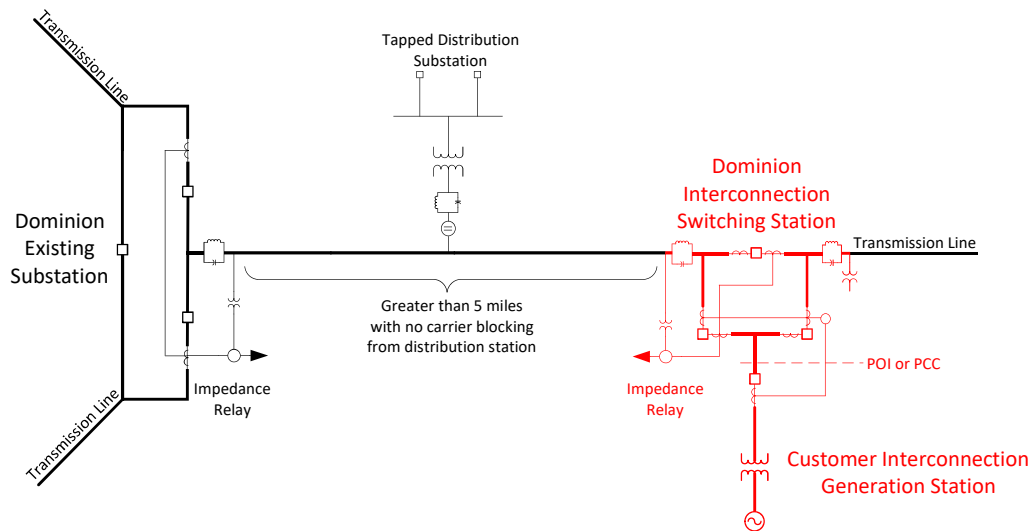 Transmission Line
Tapped Distribution
Substation
Dominion
Existing
Substation
Dominion
Interconnection
Switching Station
Transmission Line
Greater than 5 miles
with no carrier blocking
from distribution station
Impedance
Relay
Impedance
Relay
POI or PCC
Transmission Line
Customer Interconnection
Generation Station